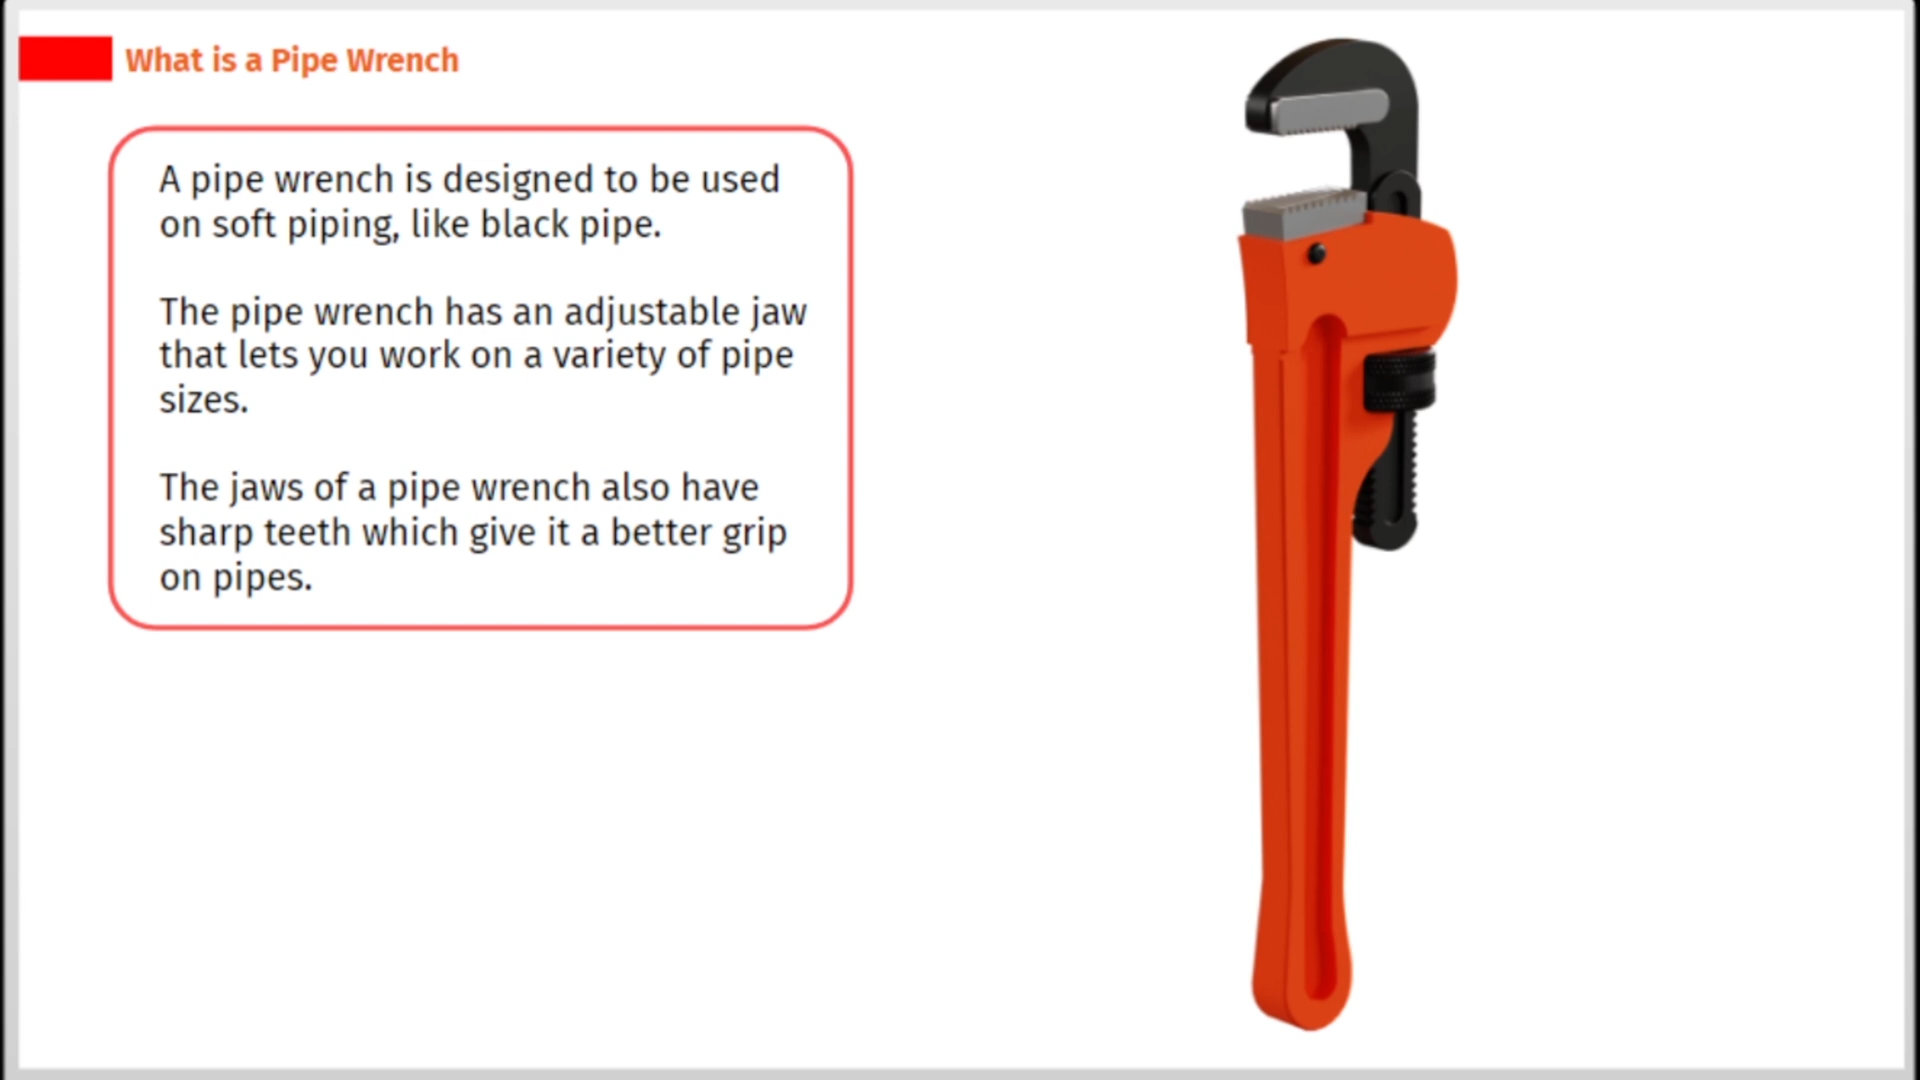 What is a Pipe Wrench
A pipe wrench is designed to be used
on soft piping, like black pipe.
The pipe wrench has an adjustable jaw
that lets you work on a variety of pipe
sizes.
The jaws of a pipe wrench also have
sharp teeth which give it a better grip
on pipes.